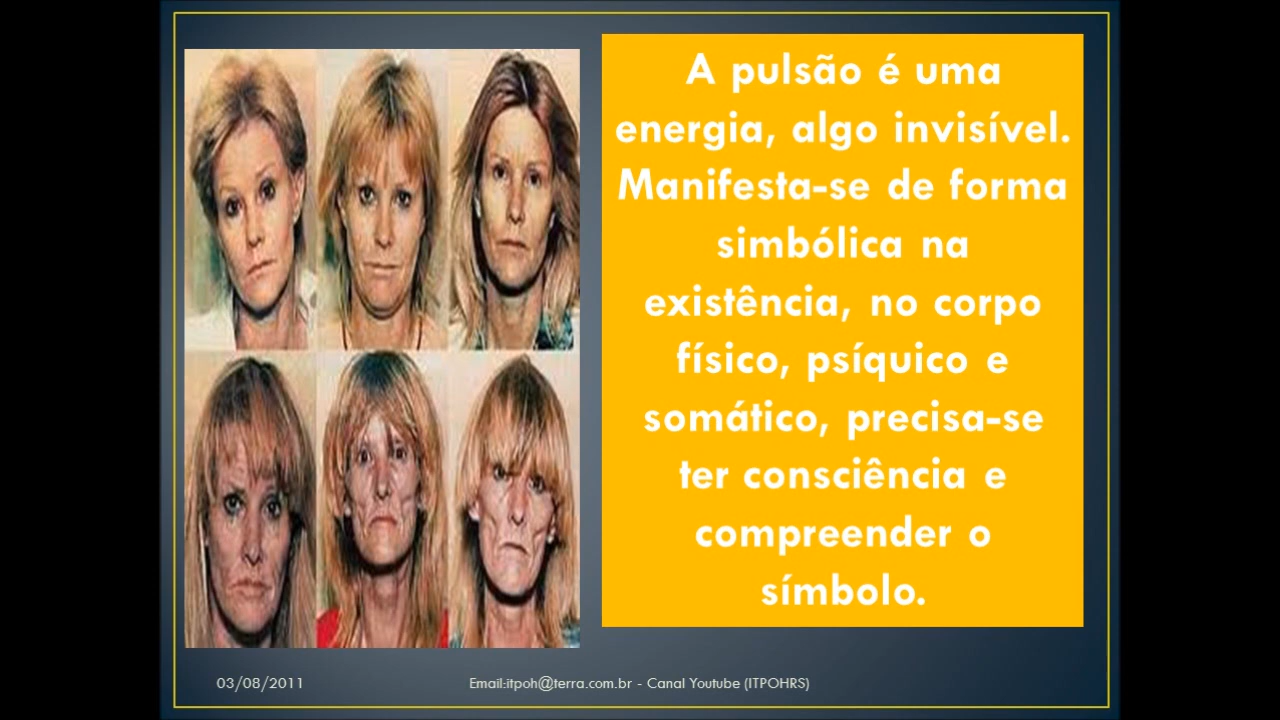 A pulsão é uma
energia, algo invisível.
Manifesta-se de forma
simbólica na
existência, no corpo
físico, psíquico e
somático, precisa-se
ter consciência e
compreender o
símbolo.
03/08/2011
Email:itpoh@terra.com.br - Canal Youtube (ITPOHRS)